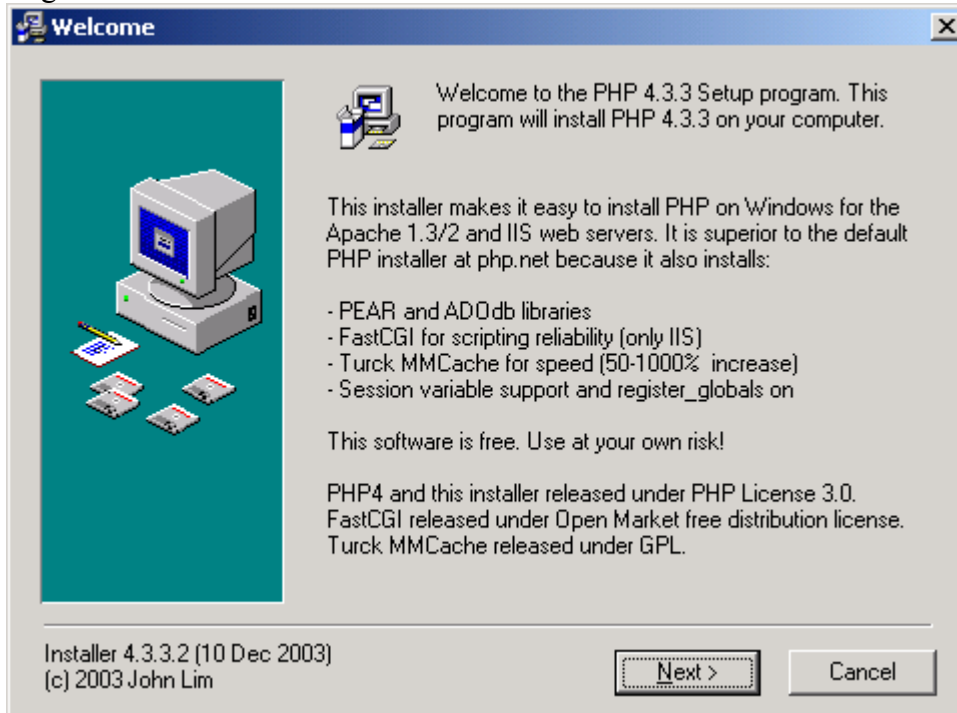 Welcome
Welcome to the PHP 4.3.3 Setup program. This
program will install PHP 4.3.3 on your computer.
This installer makes it easy to install PHP on Windows for the
Apache 1.3/2 and IIS web servers. It is superior to the default
PHP installer at php.net because it also installs:
- PEAR and ADOdb libraries
- FastCGI for scripting reliability (only IIS)
- Turck MMCache for speed (50-1000% increase)
- Session variable support and register_globals on
This software is free. Use at your own risk!
PHP4 and this installer released under PHP License 3.0.
FastCGI released under Open Market free distribution license.
Turck MMCache released under GPL.
Installer 4.3.3.2 (10 Dec 2003)
(c) 2003 John Lim
Next >
Cancel